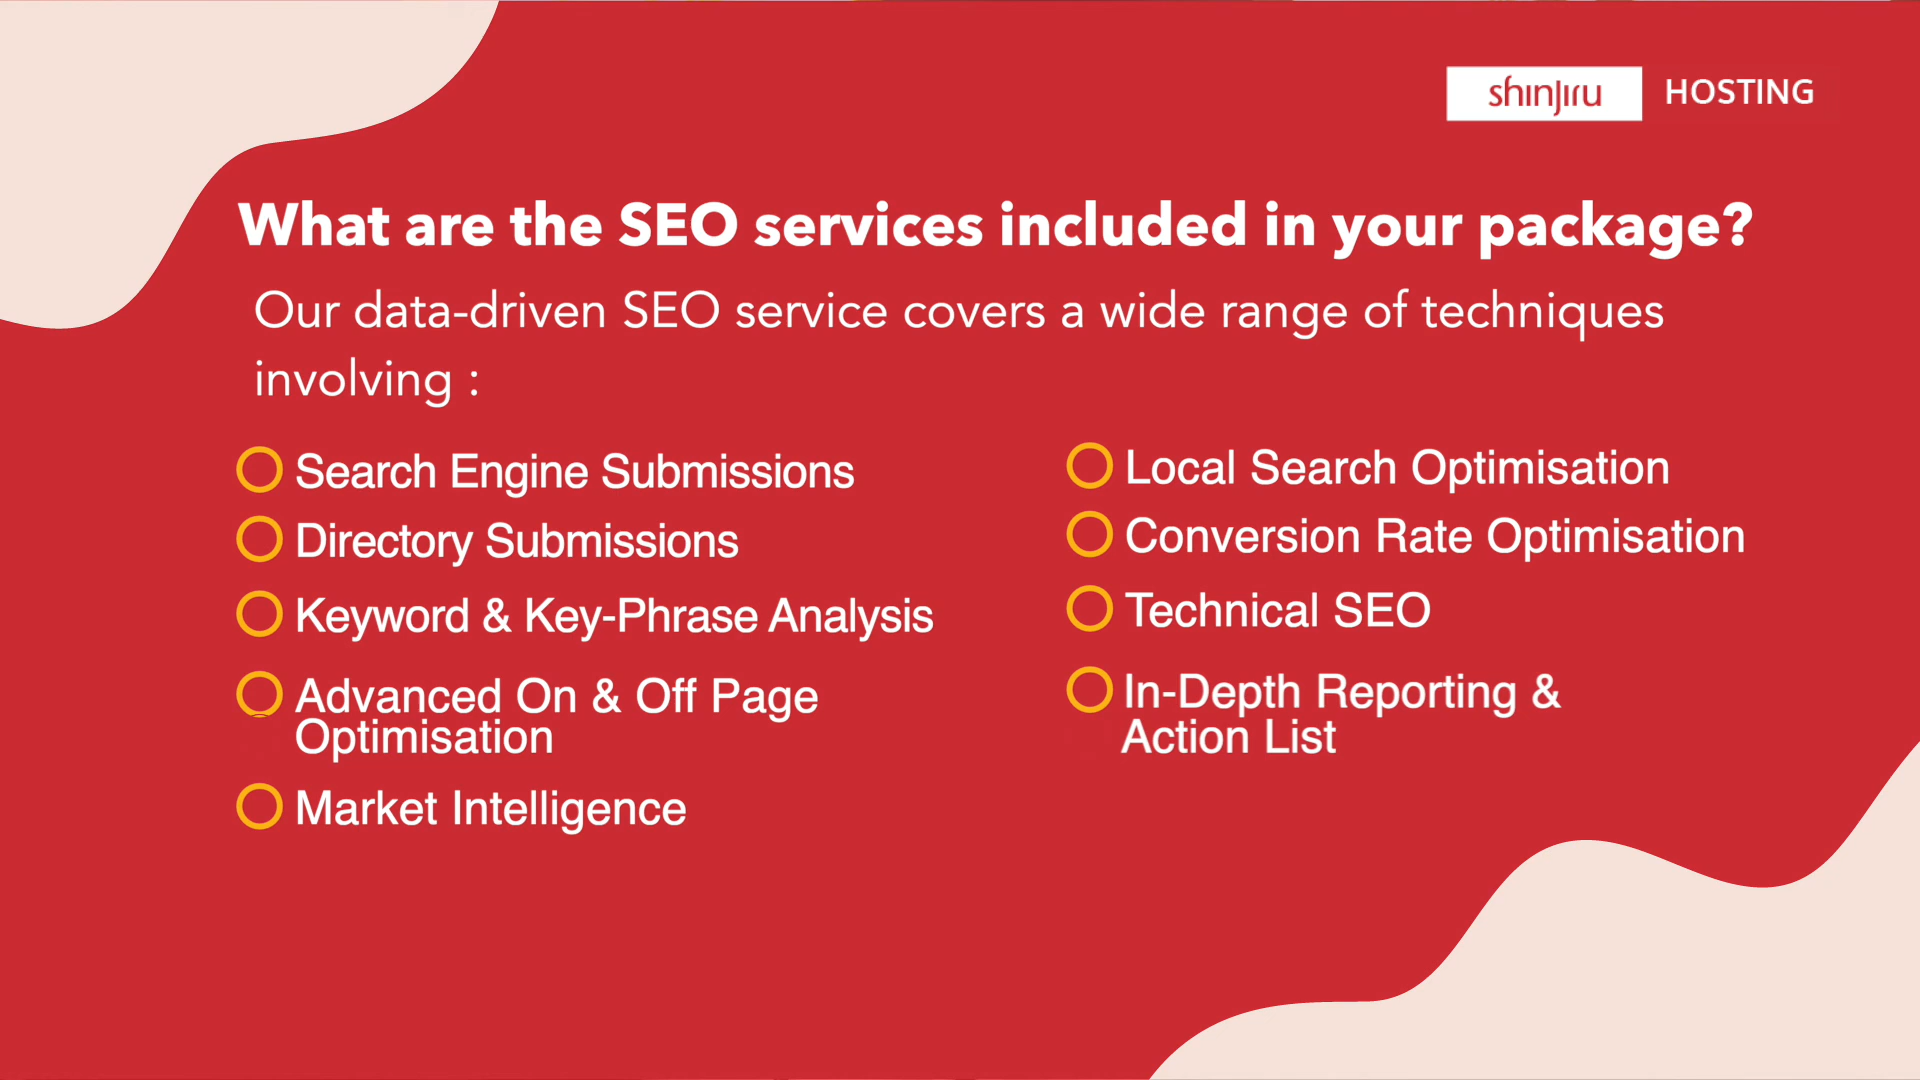 shinjiru HOSTING
What are the SEO services included in your package?
Our data-driven SEO service covers a wide range of techniques
involving :
Search Engine Submissions
Directory Submissions
Keyword & Key-Phrase Analysis
Advanced On & Off Page
Optimisation
Market Intelligence
Local Search Optimisation
Conversion Rate Optimisation
Technical SEO
In-Depth Reporting &
Action List